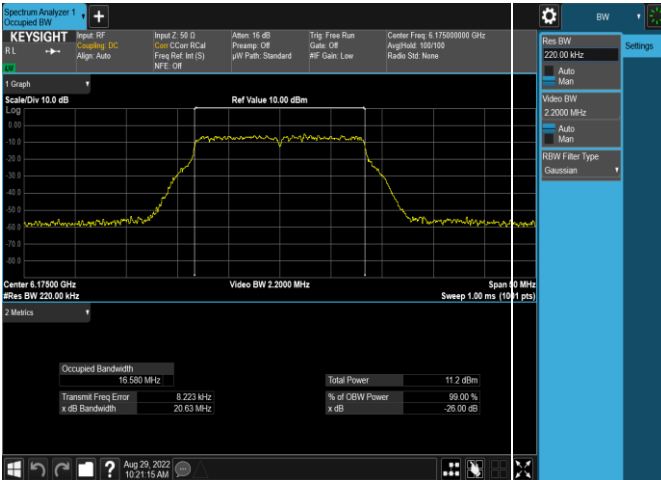 Spectrum Analyzer 1
Occupied BW
+
KEYSIGHT
R L
Input: RF
Coupling: DC
Align: Auto
Input Z: 50 Ω
Corr CCorr RCal
Freq Ref: Int (S)
NFE: Off
Atten: 16 dB
Preamp: Off
µW Path: Standard
Trig: Free Run
Gate: Off
#IF Gain: Low
Center Freq: 6.175000000 GHz
Avg|Hold: 100/100
Radio Std: None
1 Graph
Scale/Div 10.0 dB
Ref Value 10.00 dBm
Log
0.00
-10.0
-20.0
-30.0
-40.0
-50.0
-60.0
-70.0
-80.0
Center 6.17500 GHz
#Res BW 220.00 kHz
Video BW 2.2000 MHz
Span 50 MHz
Sweep 1.00 ms (1001 pts)
2 Metrics
Occupied Bandwidth
16.580 MHz
Transmit Freq Error 8.223 kHz
x dB Bandwidth 20.63 MHz
Total Power 11.2 dBm
% of OBW Power 99.00 %
x dB -26.00 dB
?
Aug 29, 2022
10:21:15 AM
BW
Settings
Res BW
220.00 kHz
Auto
Man
Video BW
2.2000 MHz
Auto
Man
RBW Filter Type
Gaussian